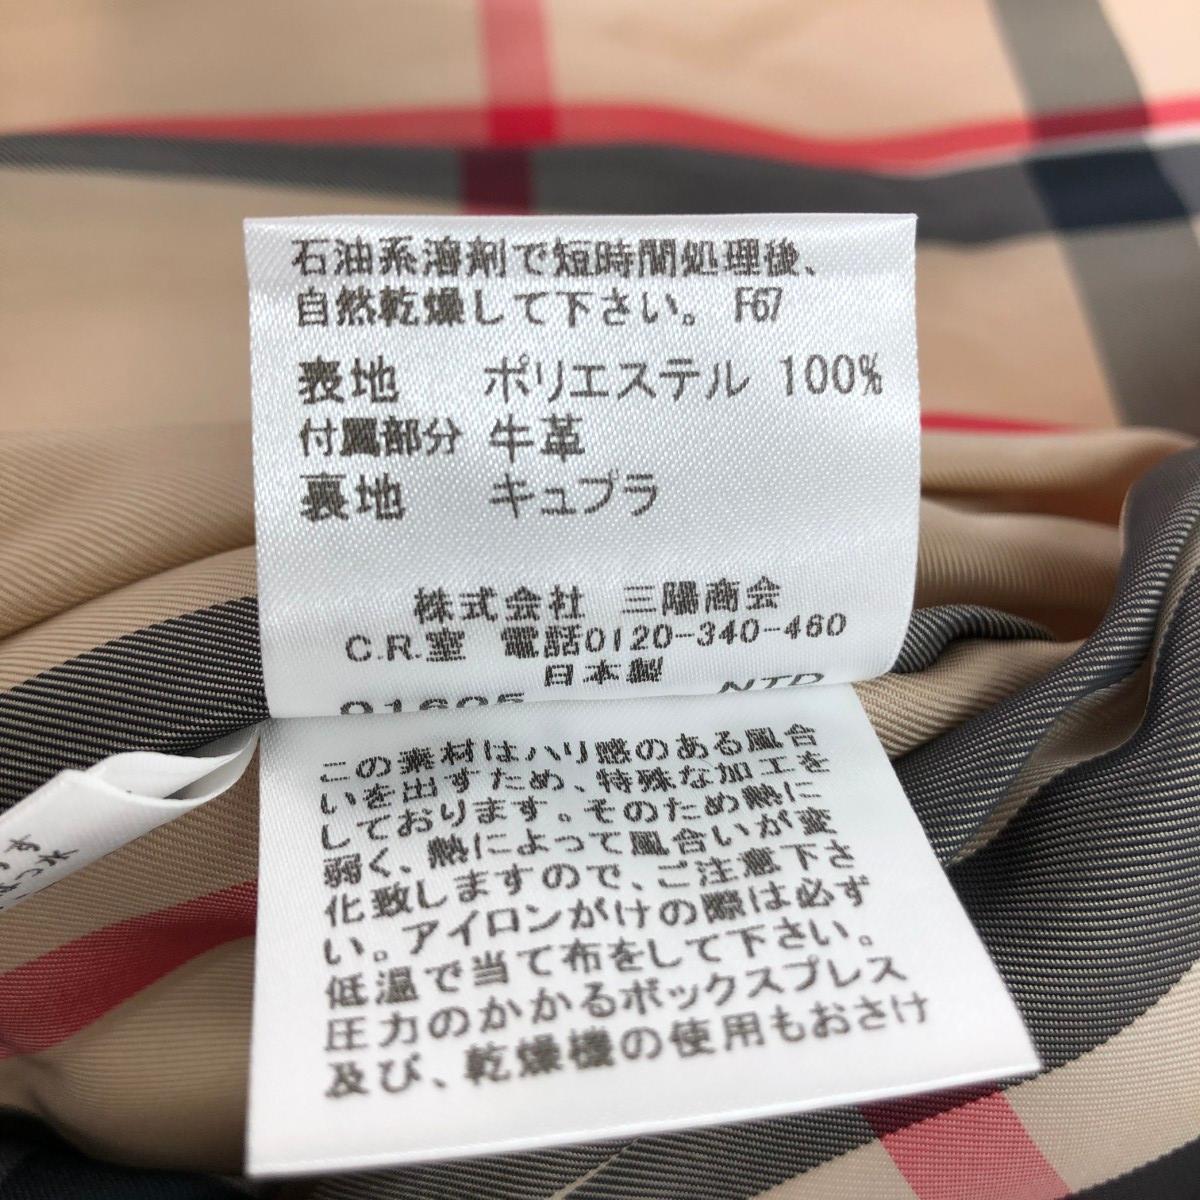 石油系溶剤で短時間処理後、
自然乾燥して下さい。 F67
表地 ポリエステル 100%
付属部分 牛革
裏地 キュプラ
株式会社 三陽商会
C.R.室 電話0120-340-460
日本製
NTD
この素材はハリ感のある風合
いを出すため、特殊な加工を
しております。そのため熱に
弱く、熱によって風合いが変
化致しますので、ご注意下さ
い。アイロンがけの際は必ず
低温で当て布をして下さい。
圧力のかかるボックスプレス
及び、乾燥機の使用もおさけ